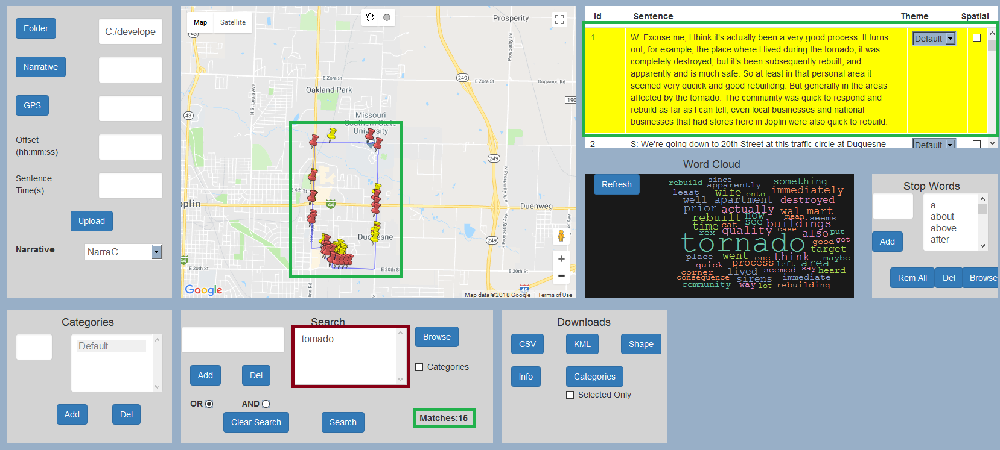 Folder
C:/develope
Narrative
GPS
Offset
(hh:mm:ss)
Sentence
Time(s)
Upload
Narrative
NarraC
Map
Satellite
Prosperity
43
E Zora St
249
E Zora St
Dogwood Rd
Oakland Park
N St Louis Ave
Prosperity Rd
190
43
Missouri
Southern State
University
249
N Prosperity Ave
E 4th St
44
oplin
Duenweg
Duquesne
S Range
S Prosperity Ave
249
44
E 20th St
E 20th St
E 20th St
49
Google
Map data ©2018 Google
Terms of Use
id
Sentence
Theme
Spatial
1
W: Excuse me, I think it's actually been a very good process. It turns
out, for example, the place where I lived during the tornado, it was
completely destroyed, but it's been subsequently rebuilt, and
apparently and is much safe. So at least in that personal area it
seemed very qucick and good rebuilidng. But generally in the areas
affected by the tornado. The community was quick to respond and
rebuild as far as I can tell, even local businesses and national
businesses that had stores here in Joplin were also quick to rebuild.
Default
2
S: We're going down to 20th Street at this traffic circle at Duquesne
Default
Word Cloud
Refresh
rebuild since something
apparently
least wife onto immediately
well apartment destroyed
prior actually wal-mart
rebuilt now mean seems
time cat see buildings
rex quality case also put
tornado good got
target
place went one think maybe
quick process left area
corner lived seemed say heard
consequence sirens immediate
community way lot rebuilding
Stop Words
a
about
above
after
Add
Rem All
Del
Browse
Categories
Default
Add
Del
Search
tornado
Browse
Categories
Add
Del
OR
AND
Clear Search
Search
Matches:15
Downloads
CSV
KML
Shape
Info
Categories
Selected Only